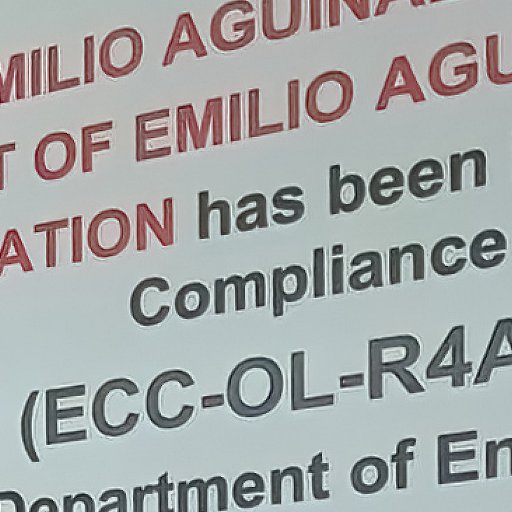 MILIO AGUINA
T OF EMILIO AGU
ATION has been
Compliance
(ECC-OL-R4A
Department of En